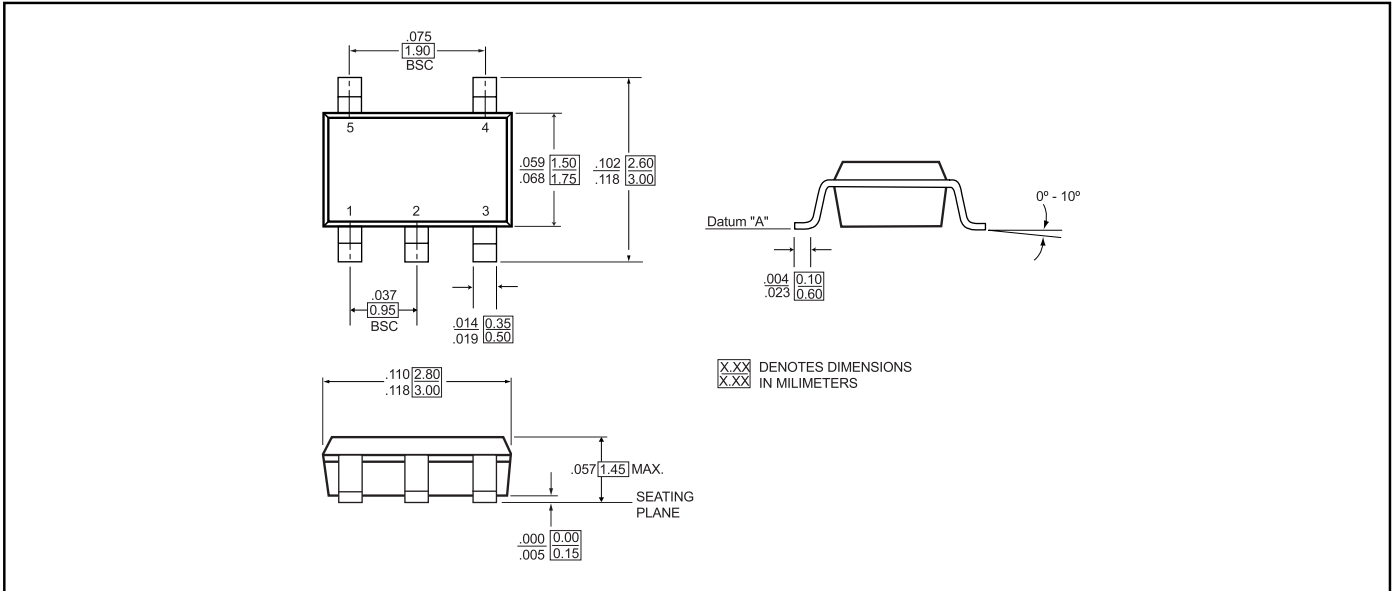 .075
1.90
BSC
5 4
1 2 3
.059 1.50
.068 1.75
.102 2.60
.118 3.00
.037
0.95
BSC
.014 0.35
.019 0.50
Datum "A"
0º - 10º
.004 0.10
.023 0.60
X.XX DENOTES DIMENSIONS
X.XX IN MILIMETERS
.110 2.80
.118 3.00
.057 1.45 MAX.
SEATING
PLANE
.000 0.00
.005 0.15